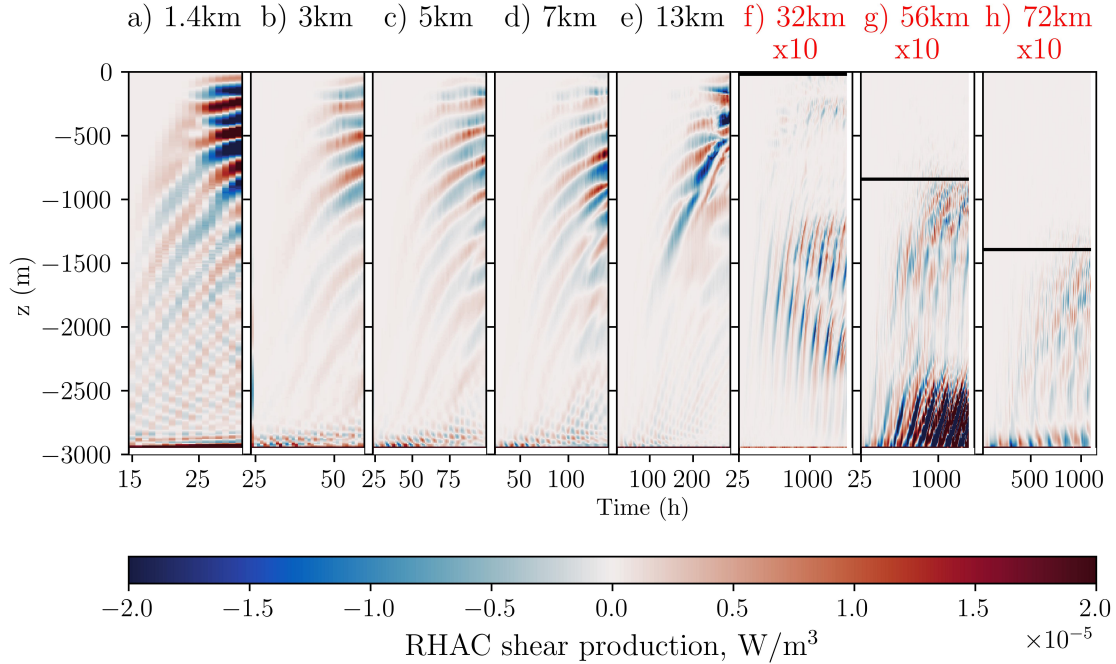 a) 1.4km b) 3km c) 5km d) 7km e) 13km f) 32km g) 56km h) 72km
x10 x10 x10
0
−500
−1000
−1500
−2000
−2500
−3000
z (m)
15 25 25 50 25 50 75 50 100 100 200 25 1000 25 1000 500 1000
Time (h)
−2.0 −1.5 −1.0 −0.5 0.0 0.5 1.0 1.5 2.0
×10⁻⁵
RHAC shear production, W/m³